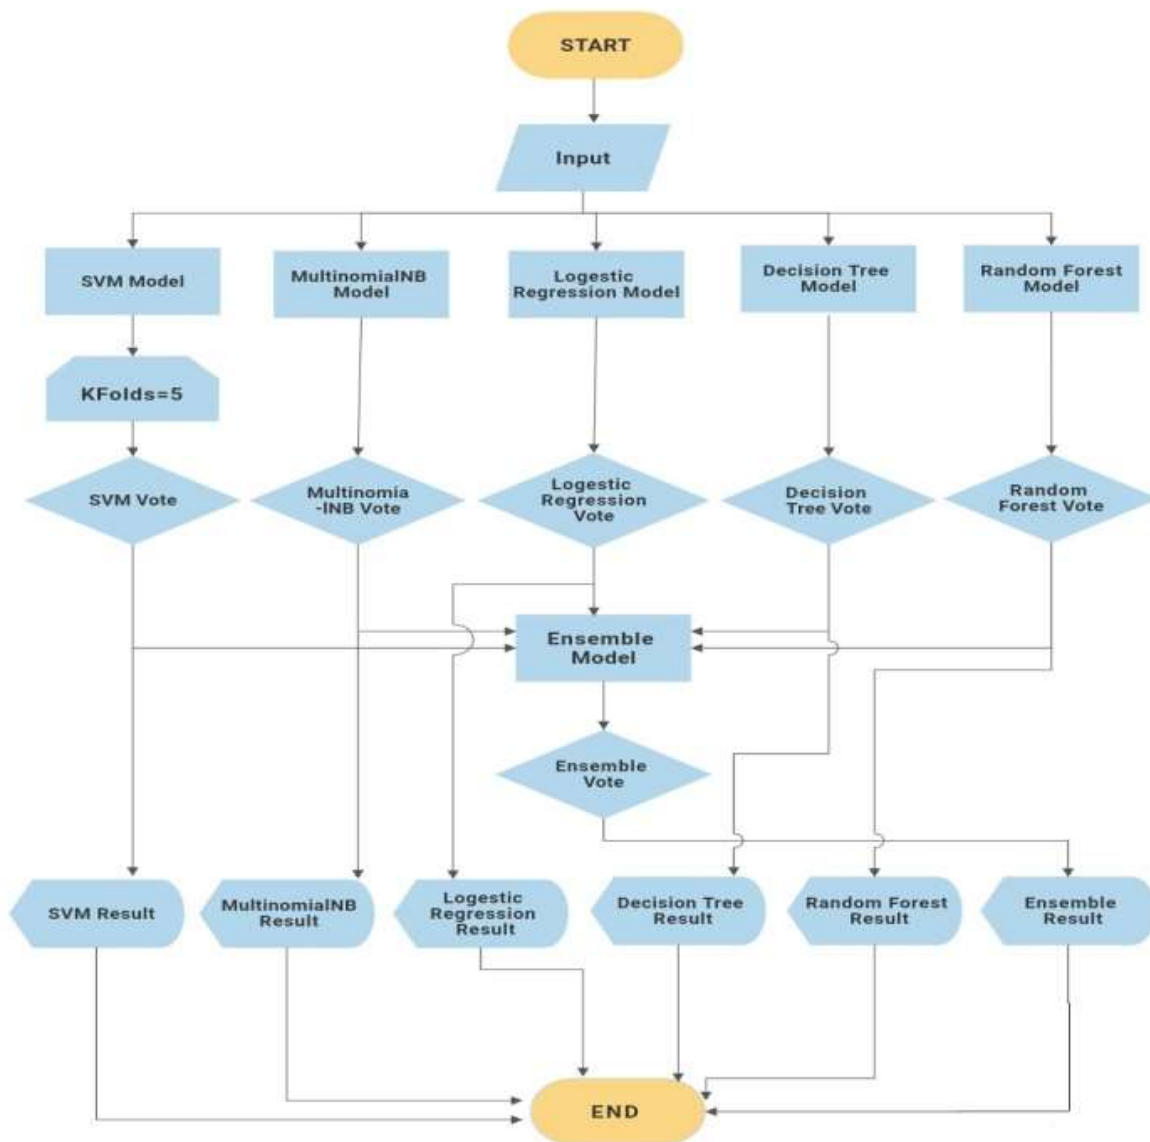 START
Input
SVM Model
MultinomialNB
Model
Logestic
Regression Model
Decision Tree
Model
Random Forest
Model
KFolds=5
SVM Vote
Multinomia
-lNB Vote
Logestic
Regression
Vote
Decision
Tree Vote
Random
Forest Vote
Ensemble
Model
Ensemble
Vote
SVM Result
MultinomialNB
Result
Logestic
Regression
Result
Decision Tree
Result
Random Forest
Result
Ensemble
Result
END